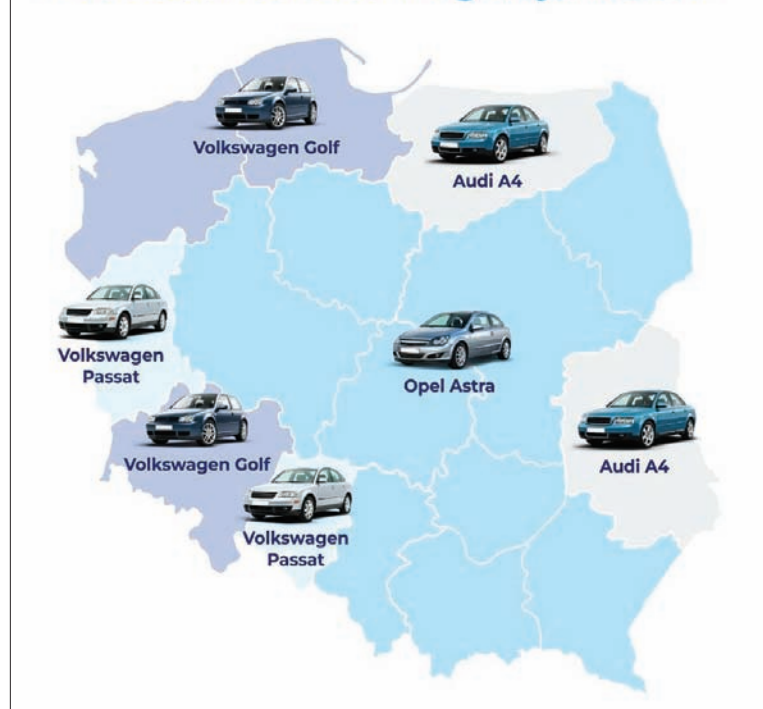 Volkswagen Golf
Audi A4
Volkswagen
Passat
Opel Astra
Volkswagen Golf
Audi A4
Volkswagen
Passat